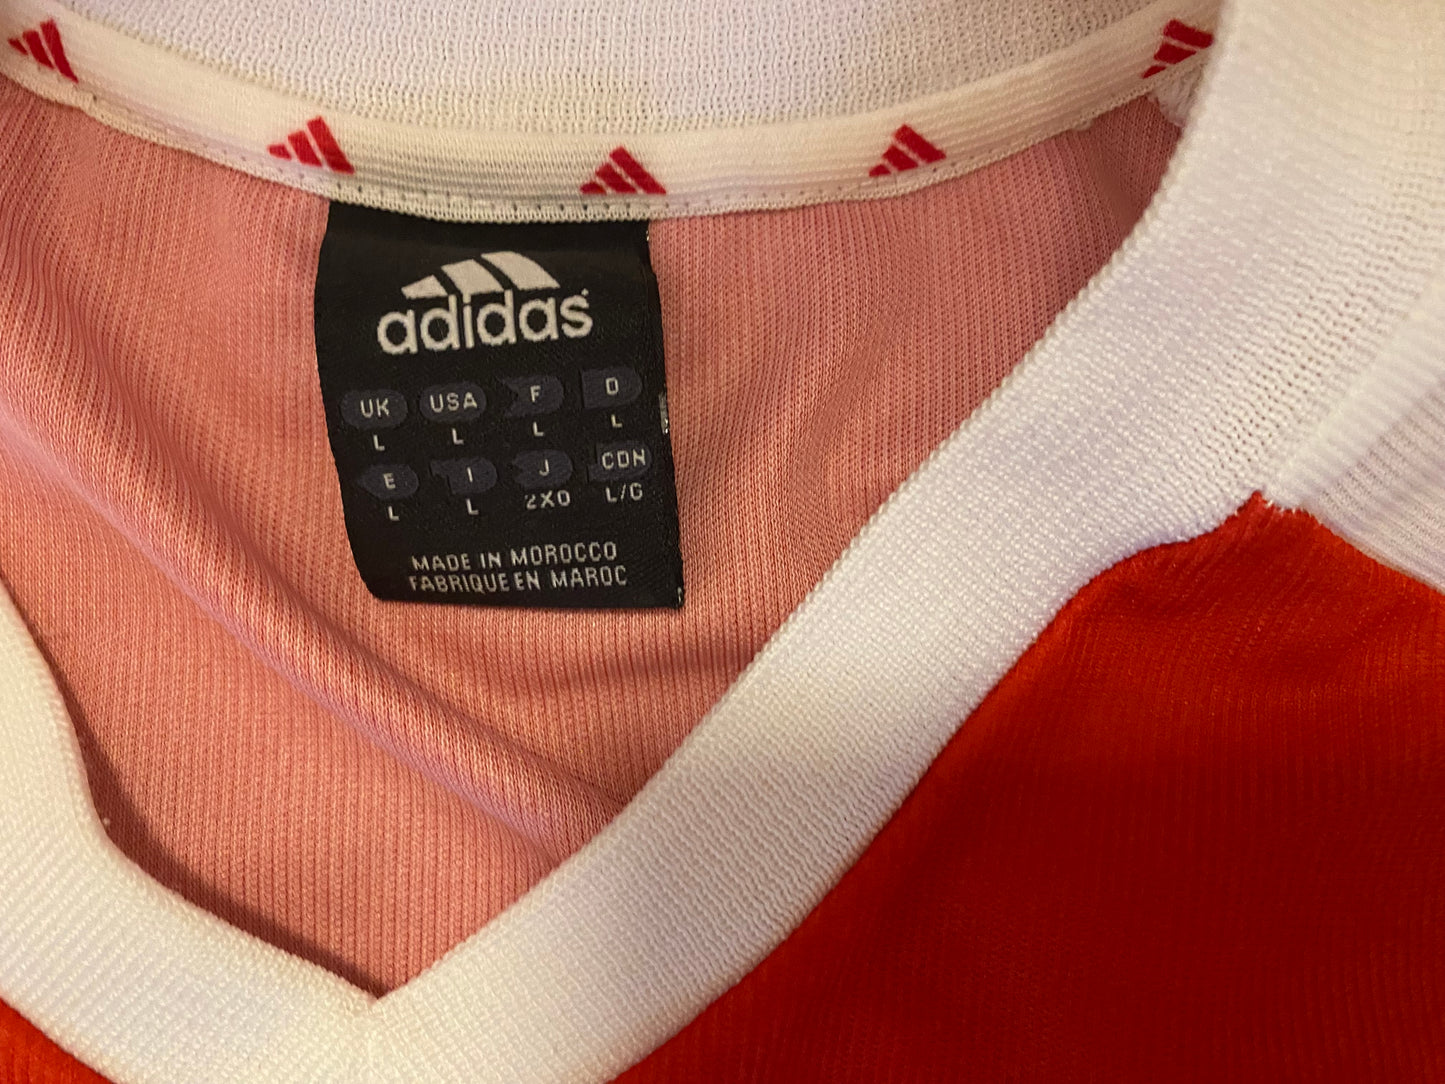 adidas
UK USA F D
L L L L
E I J CDN
L L 2XO L/G
MADE IN MOROCCO
FABRIQUE EN MAROC